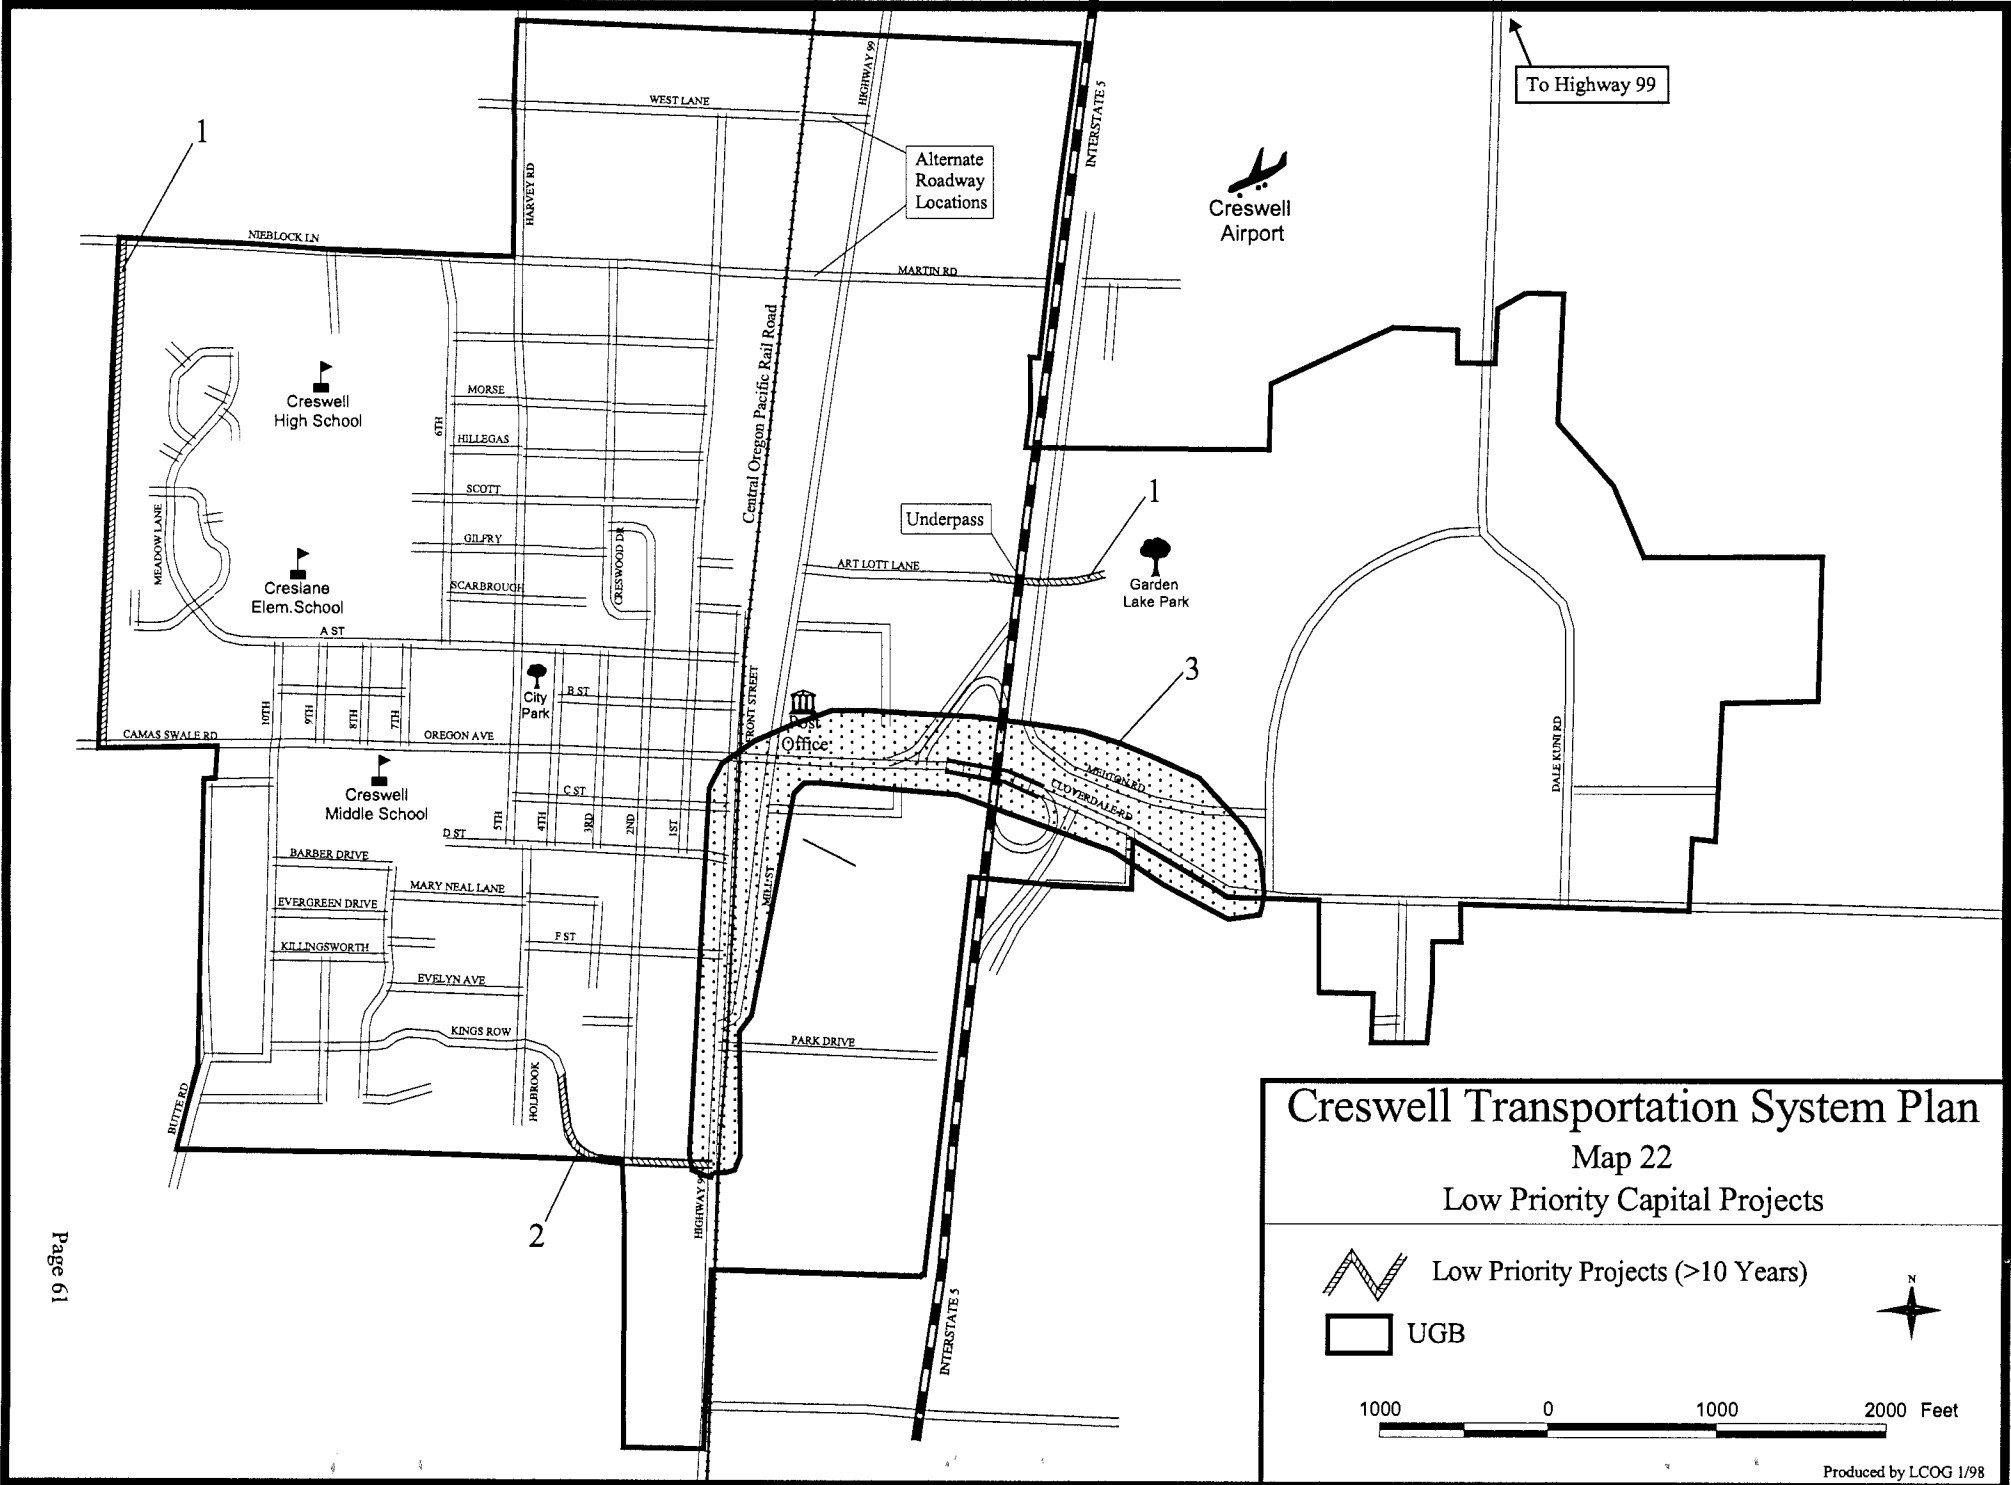 To Highway 99
HIGHWAY 99
WEST LANE
INTERSTATE 5
1
Alternate
Roadway
Locations
HARVEY RD
Creswell
Airport
NIEBLOCK LN
MARTIN RD
Central Oregon Pacific Rail Road
Creswell
High School
MORSE
6TH
HILLEGAS
SCOTT
1
Underpass
MEADOW LANE
GILFRY
CRESWOOD DR
ART LOTT LANE
Garden
Lake Park
Creslane
Elem.School
SCARBROUGH
A ST
3
City
Park
B ST
FRONT STREET
10TH
9TH
8TH
7TH
Post
Office
CAMAS SWALE RD
OREGON AVE
DALE KUNI RD
MELTON RD
CLOVERDALE RD
Creswell
Middle School
C ST
5TH
4TH
3RD
2ND
1ST
D ST
BARBER DRIVE
MARY NEAL LANE
MILL ST
EVERGREEN DRIVE
F ST
KILLINGSWORTH
EVELYN AVE
KINGS ROW
PARK DRIVE
HOLBROOK
BUTTE RD
2
HIGHWAY 99
INTERSTATE 5
Page 61
Creswell Transportation System Plan
Map 22
Low Priority Capital Projects
Low Priority Projects (>10 Years)
N
UGB
1000 0 1000 2000 Feet
Produced by LCOG 1/98